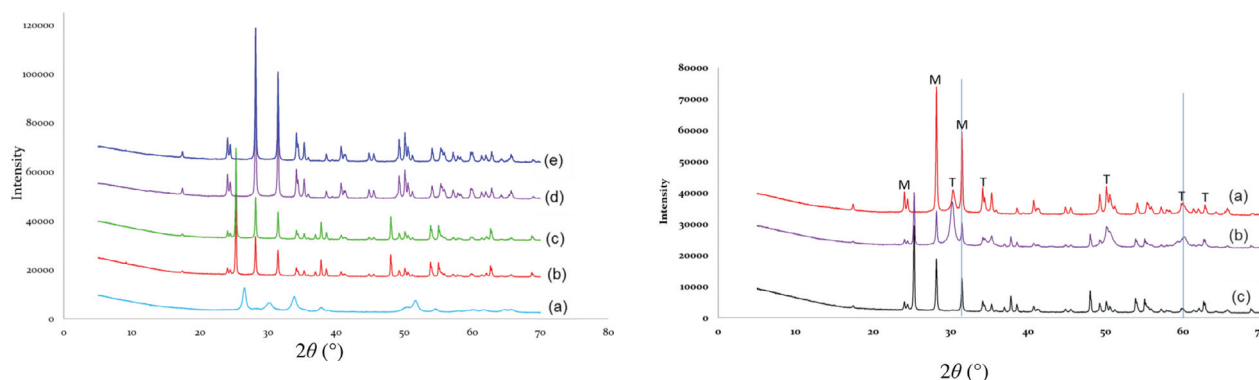 120000
100000
80000
60000
40000
20000
0
Intensity
0 10 20 30 40 50 60 70 80
2θ (°)
(e)
(d)
(c)
(b)
(a)
80000
70000
60000
50000
40000
30000
20000
10000
0
Intensity
0 10 20 30 40 50 60 70
2θ (°)
M
M
M
T
T
T
T
T
(a)
(b)
(c)